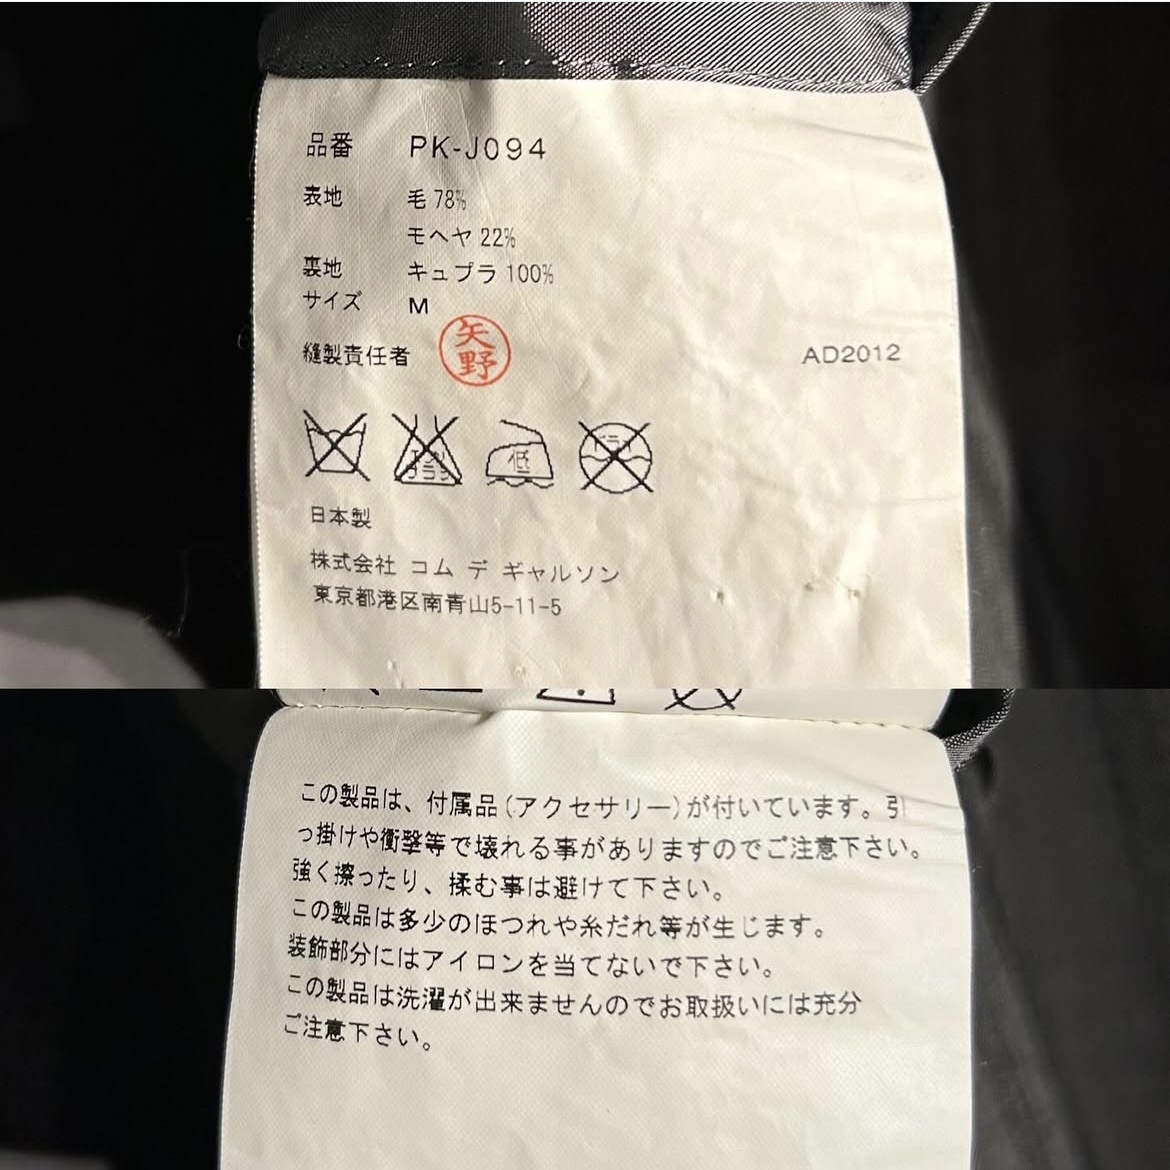 品番 PK-J094
表地 毛 78%
モヘヤ 22%
裏地 キュプラ 100%
サイズ M
縫製責任者 矢野 AD2012
エンソ
サラシ 低 ドライ
日本製
株式会社 コム デ ギャルソン
東京都港区南青山5-11-5
この製品は、付属品(アクセサリー)が付いています。引
っ掛けや衝撃等で壊れる事がありますのでご注意下さい。
強く擦ったり、揉む事は避けて下さい。
この製品は多少のほつれや糸だれ等が生じます。
装飾部分にはアイロンを当てないで下さい。
この製品は洗濯が出来ませんのでお取扱いには充分
ご注意下さい。